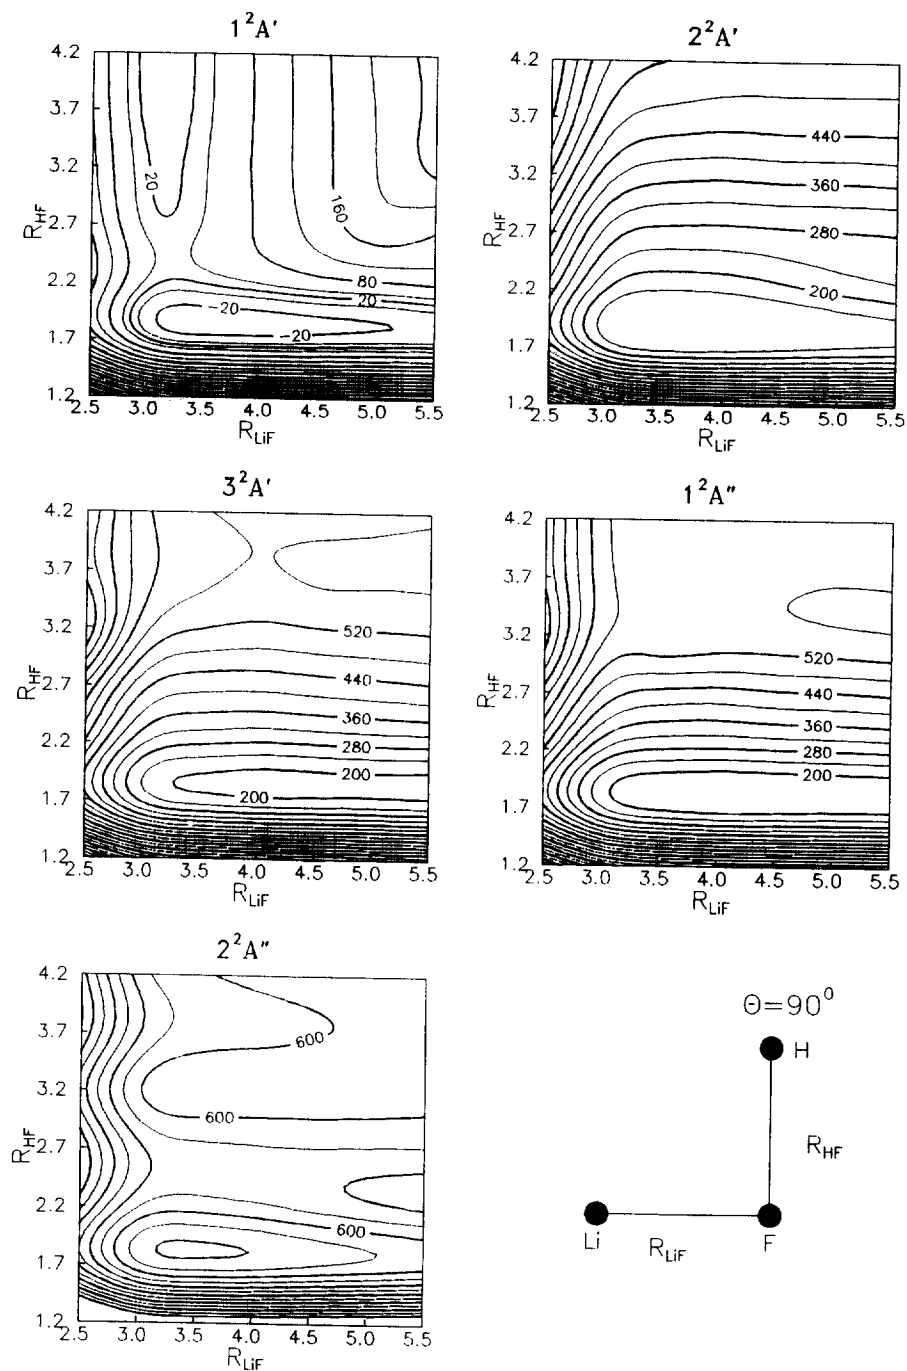 1²A′
4.2
3.7
3.2
2.7
2.2
1.7
1.2
R_HF
20
160
80
20
−20
−20
2.5 3.0 3.5 4.0 4.5 5.0 5.5
R_LiF
2²A′
4.2
3.7
3.2
2.7
2.2
1.7
1.2
R_HF
440
360
280
200
2.5 3.0 3.5 4.0 4.5 5.0 5.5
R_LiF
3²A′
4.2
3.7
3.2
2.7
2.2
1.7
1.2
R_HF
520
440
360
280
200
200
2.5 3.0 3.5 4.0 4.5 5.0 5.5
R_LiF
1²A″
4.2
3.7
3.2
2.7
2.2
1.7
1.2
R_HF
520
440
360
280
200
2.5 3.0 3.5 4.0 4.5 5.0 5.5
R_LiF
2²A″
4.2
3.7
3.2
2.7
2.2
1.7
1.2
R_HF
600
600
600
2.5 3.0 3.5 4.0 4.5 5.0 5.5
R_LiF
Θ=90⁰
H
R_HF
Li
R_LiF
F